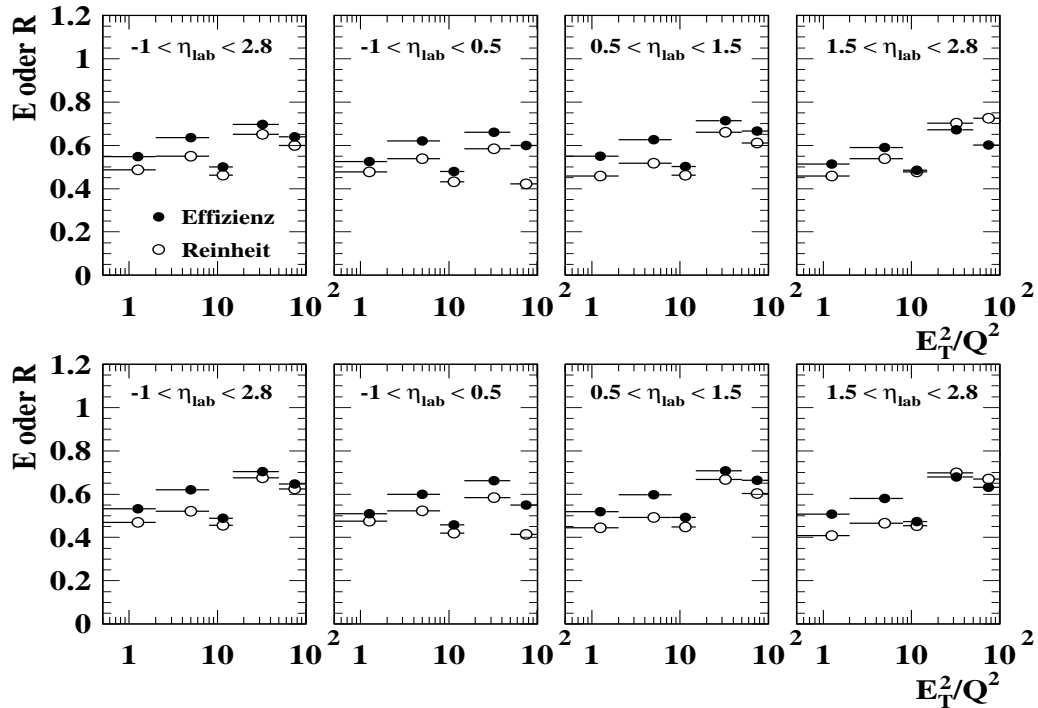 E oder R
1.2
1
0.8
0.6
0.4
0.2
0
-1 < η_lab < 2.8
-1 < η_lab < 0.5
0.5 < η_lab < 1.5
1.5 < η_lab < 2.8
Effizienz
Reinheit
1 10 10^2
1 10 10^2
1 10 10^2
1 10 10^2
E_T^2/Q^2
E oder R
1.2
1
0.8
0.6
0.4
0.2
0
-1 < η_lab < 2.8
-1 < η_lab < 0.5
0.5 < η_lab < 1.5
1.5 < η_lab < 2.8
1 10 10^2
1 10 10^2
1 10 10^2
1 10 10^2
E_T^2/Q^2